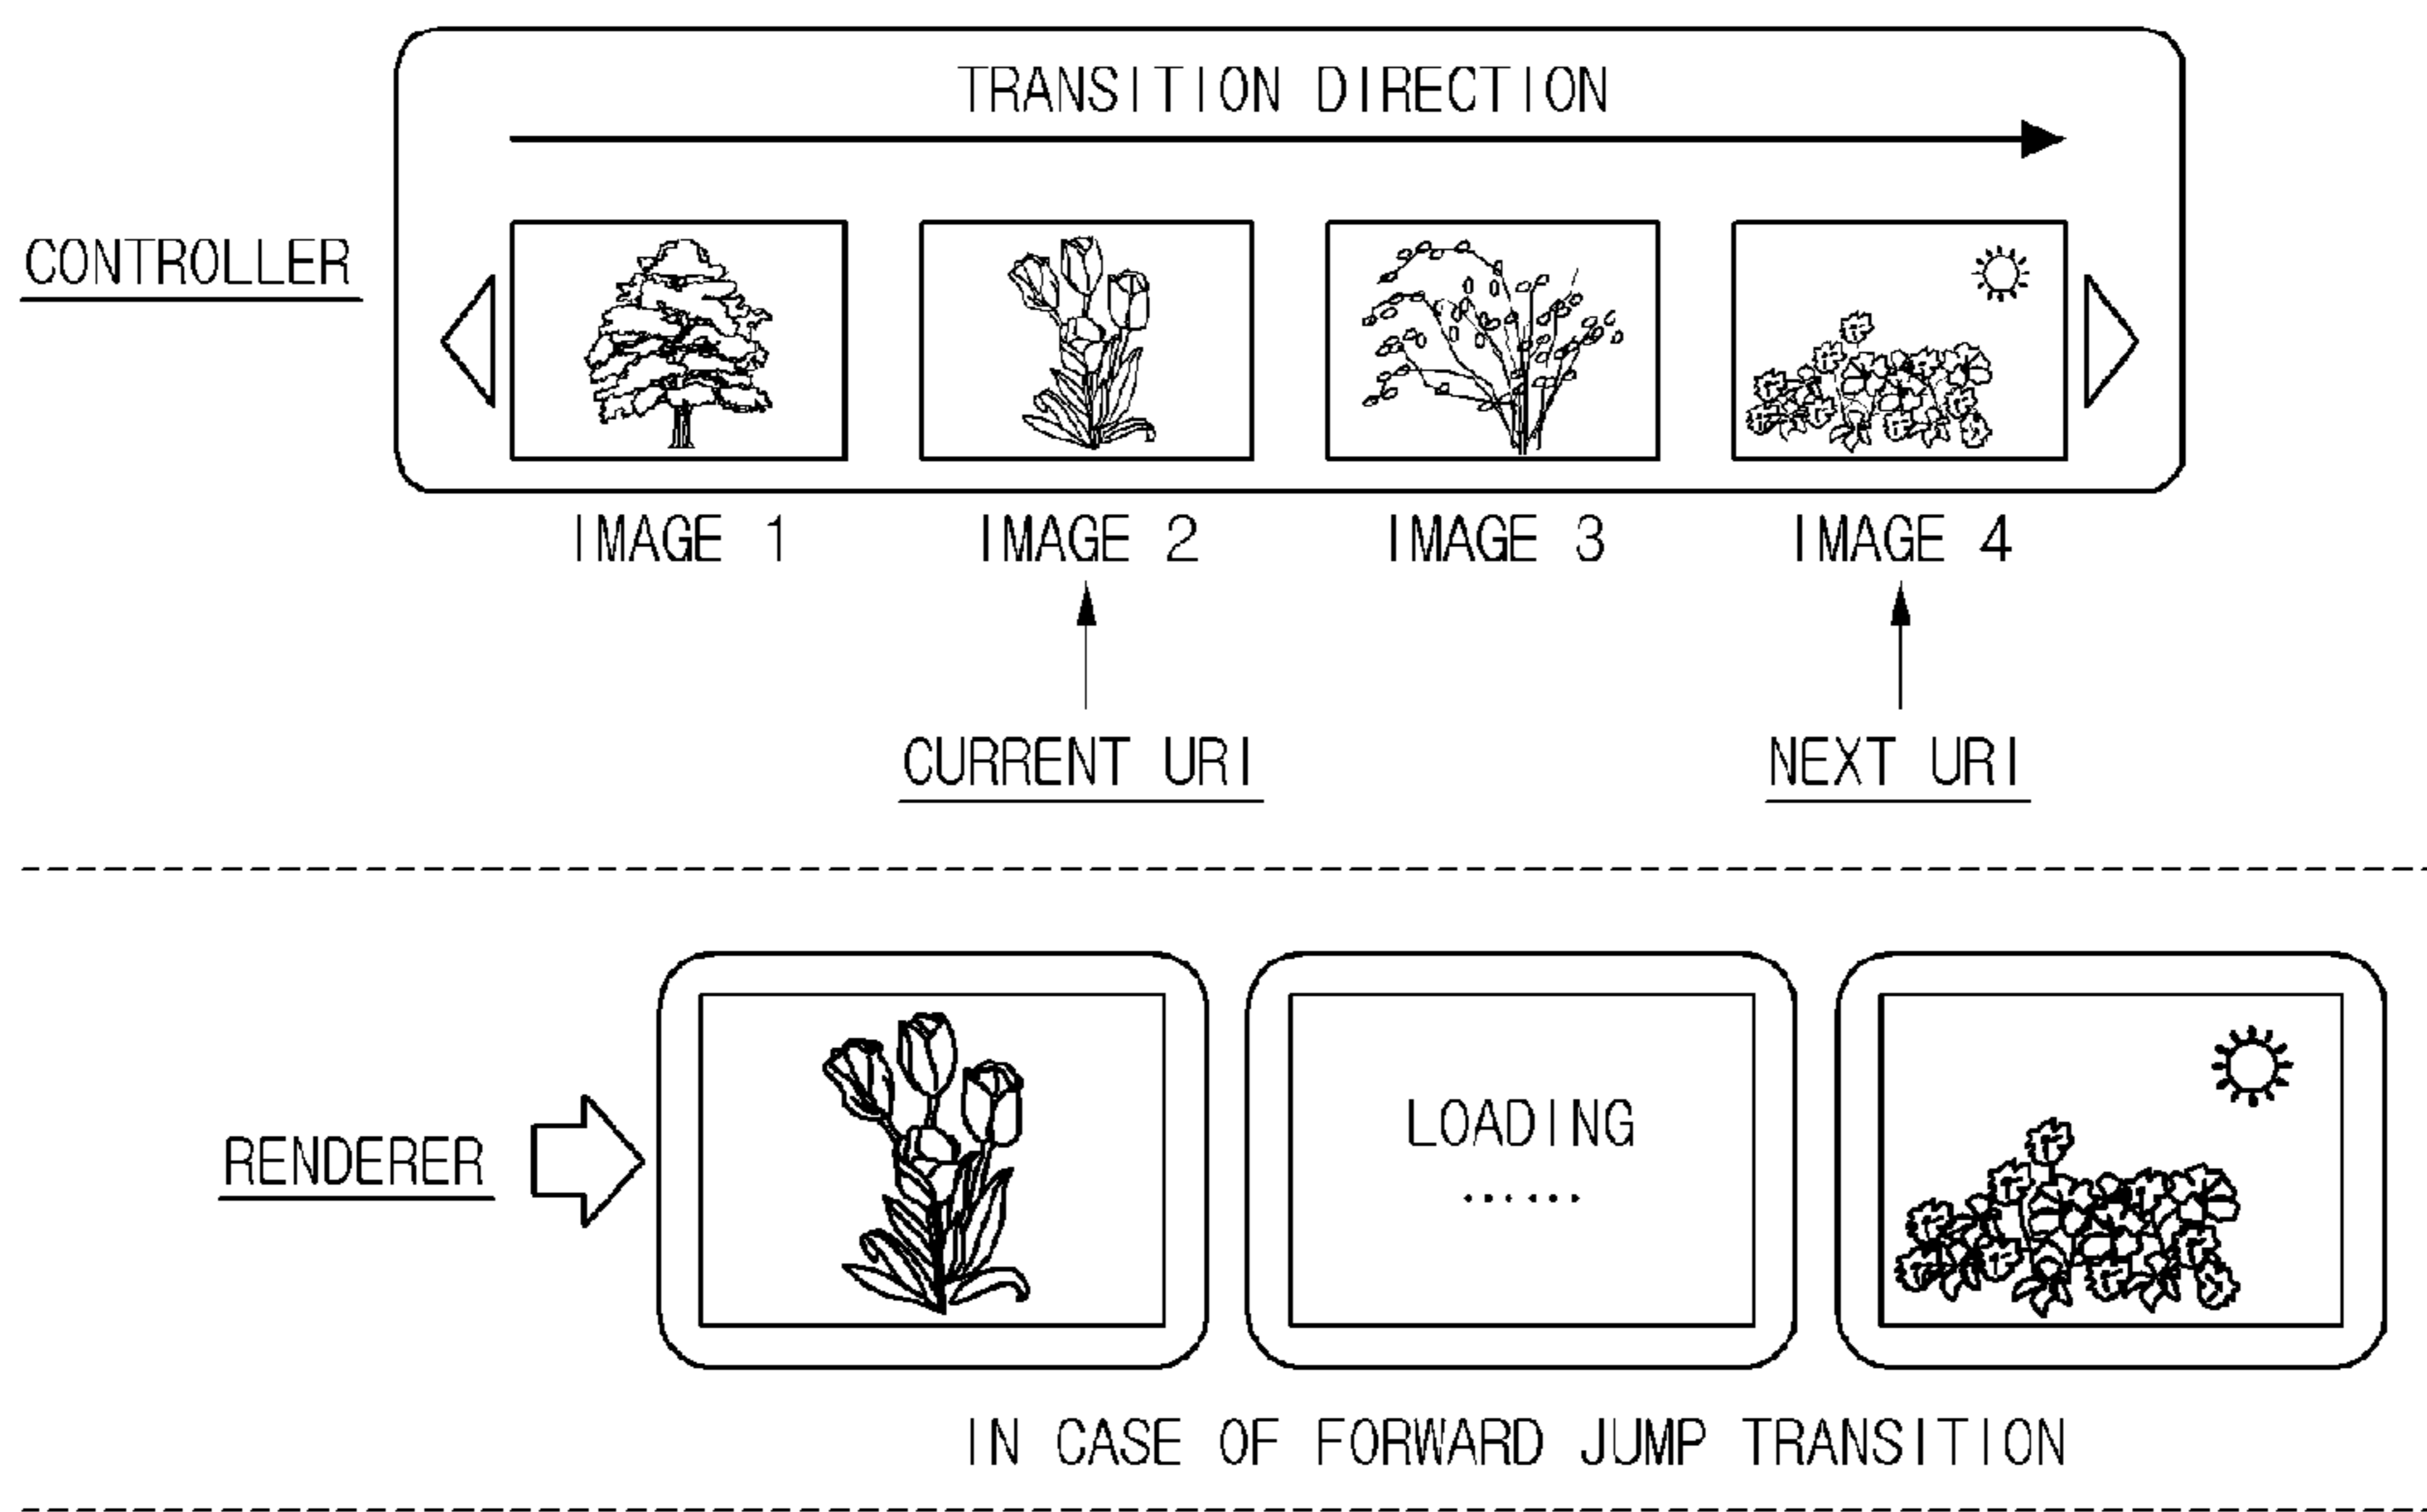 TRANSITION DIRECTION
CONTROLLER
IMAGE 1 IMAGE 2 IMAGE 3 IMAGE 4
CURRENT URI NEXT URI
LOADING
......
RENDERER
IN CASE OF FORWARD JUMP TRANSITION